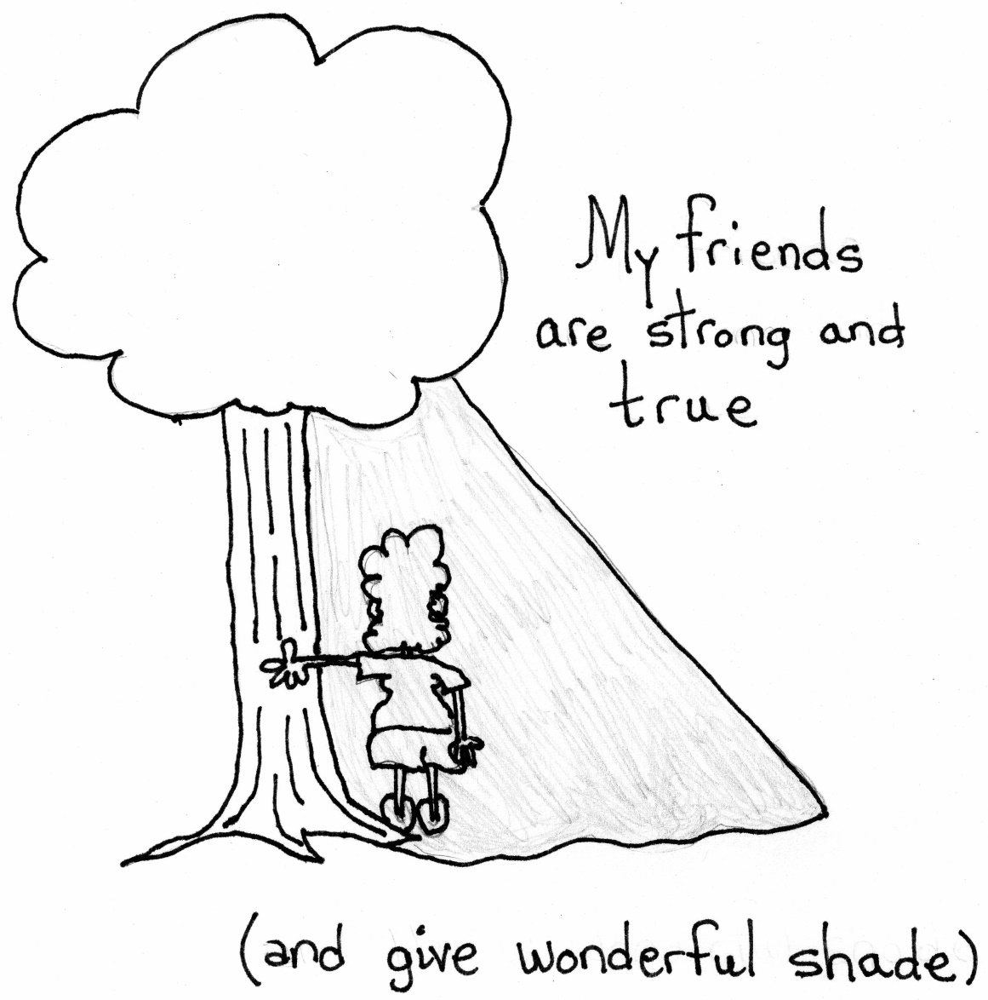 My friends
are strong and
true
(and give wonderful shade)